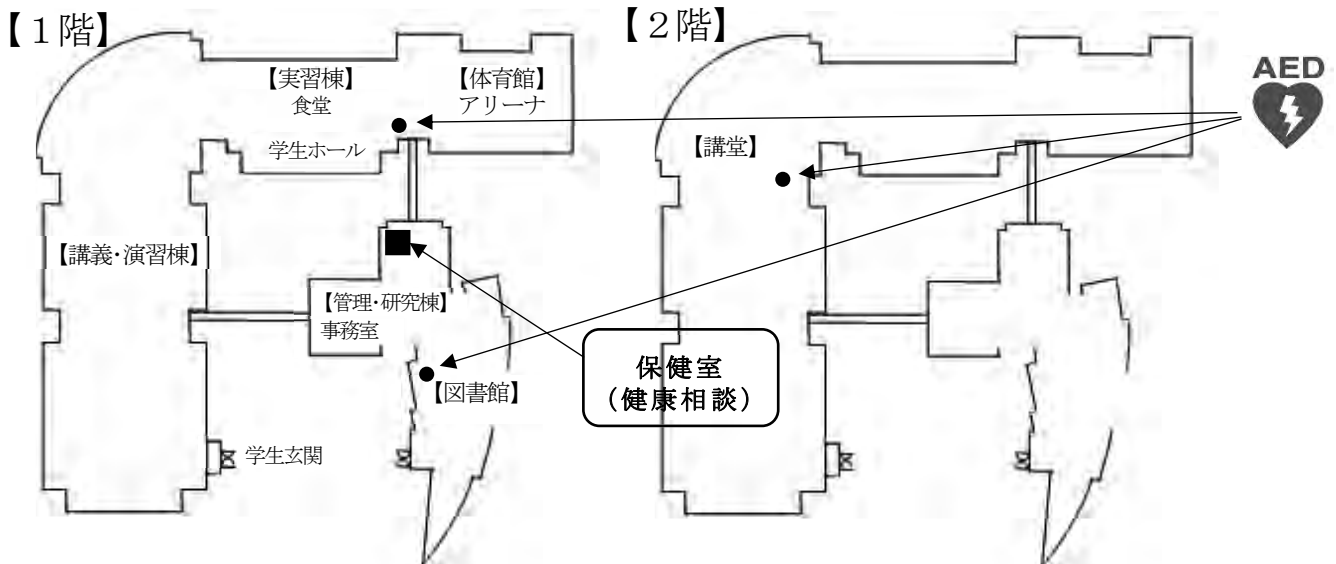 【１階】
【実習棟】
食堂
【体育館】
アリーナ
学生ホール
【講義・演習棟】
【管理・研究棟】
事務室
【図書館】
学生玄関
保健室
（健康相談）
【２階】
【講堂】
AED